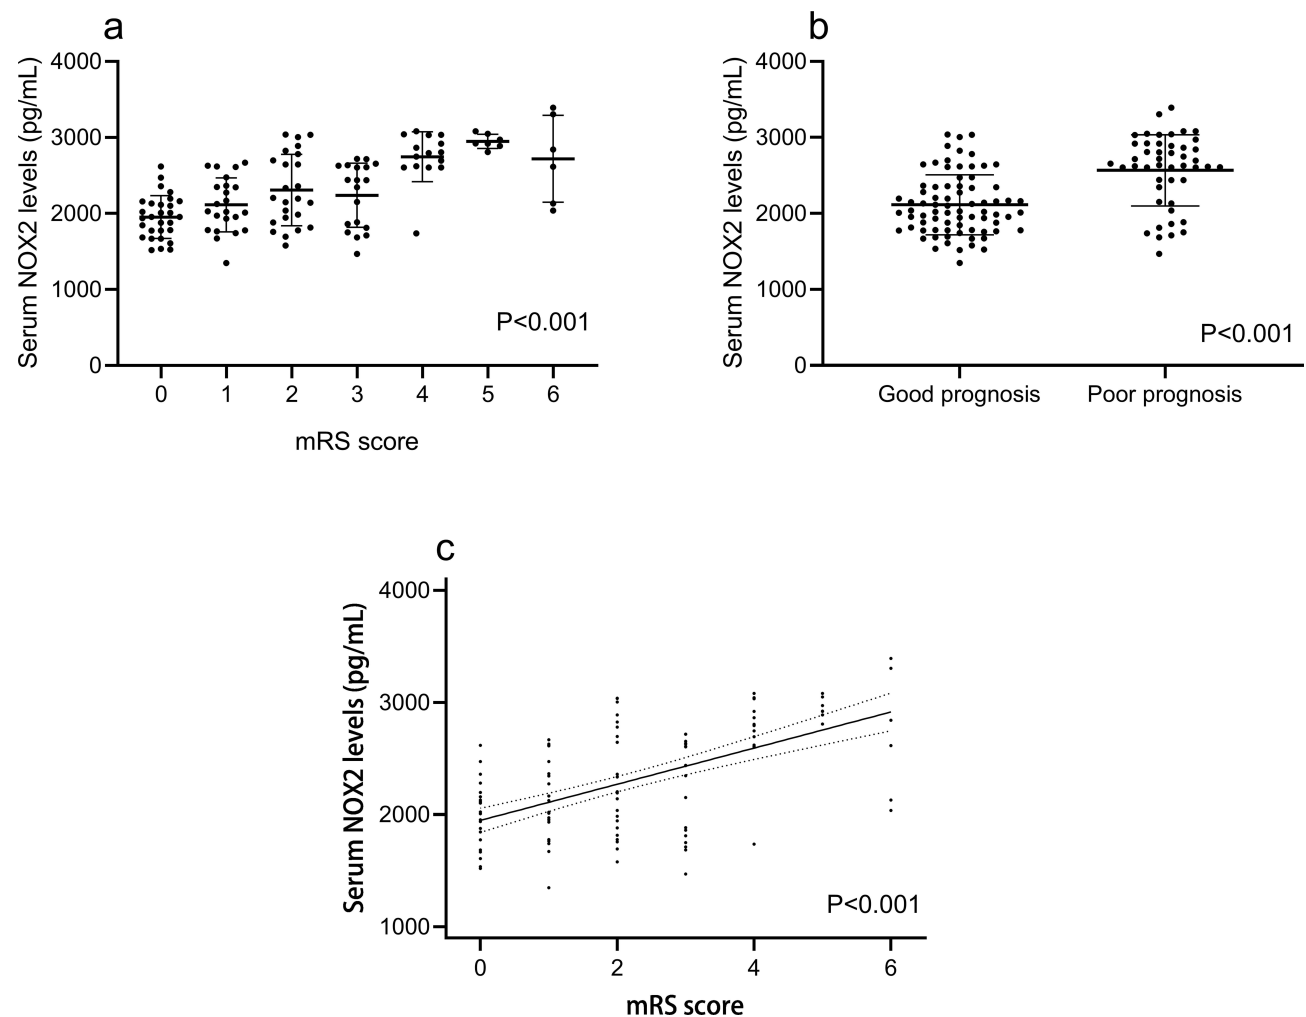 a
Serum NOX2 levels (pg/mL)
4000
3000
2000
1000
0
P<0.001
0 1 2 3 4 5 6
mRS score
b
Serum NOX2 levels (pg/mL)
4000
3000
2000
1000
0
P<0.001
Good prognosis Poor prognosis
c
Serum NOX2 levels (pg/mL)
4000
3000
2000
1000
P<0.001
0 2 4 6
mRS score